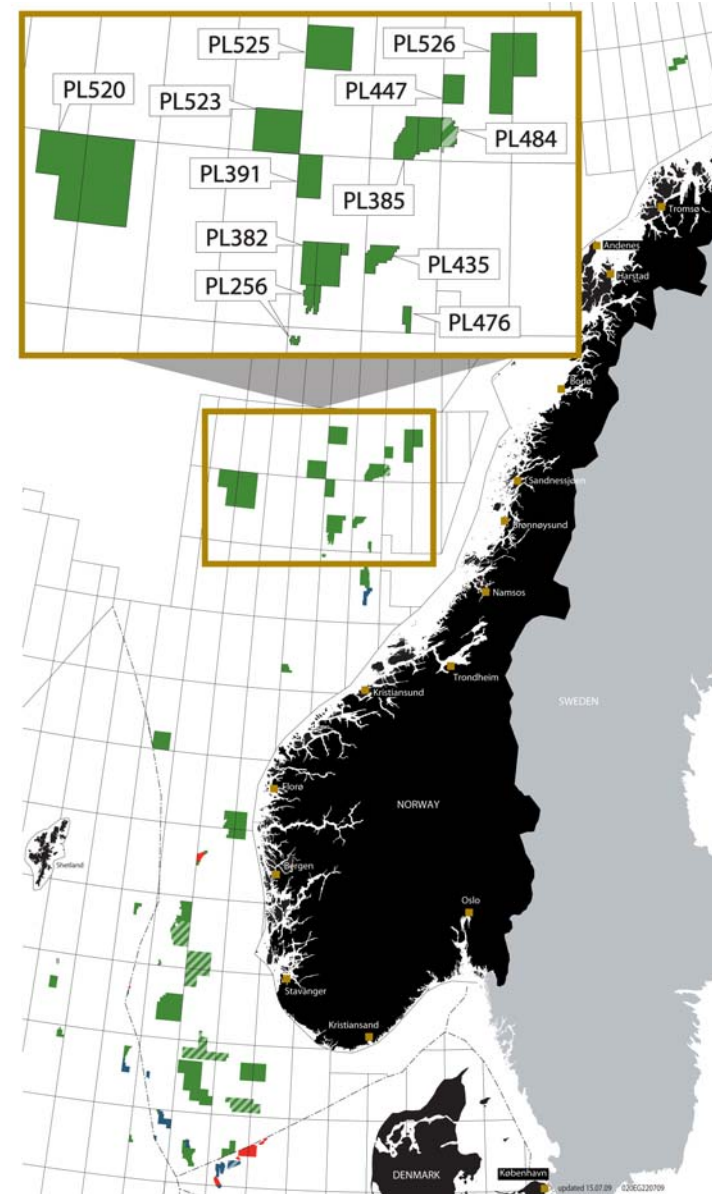 PL525
PL526
PL520
PL523
PL447
PL484
PL391
PL385
PL382
PL435
PL256
PL476
Tromsø
Andenes
Harstad
Bodø
Sandnessjøen
Brønnøysund
Namsos
Trondheim
Kristiansund
SWEDEN
Florø
NORWAY
Shetland
Bergen
Oslo
Stavanger
Kristiansand
DENMARK
København
updated 15.07.09 020EG220709